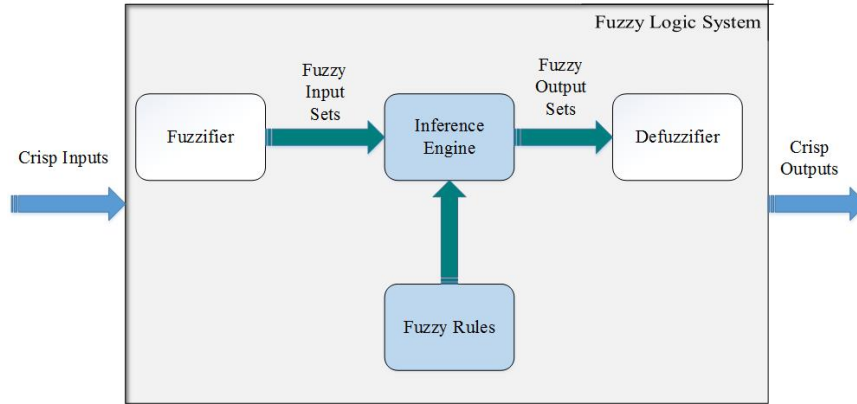 Fuzzy Logic System
Fuzzy
Input
Sets
Fuzzy
Output
Sets
Fuzzifier
Inference
Engine
Defuzzifier
Crisp Inputs
Crisp
Outputs
Fuzzy Rules